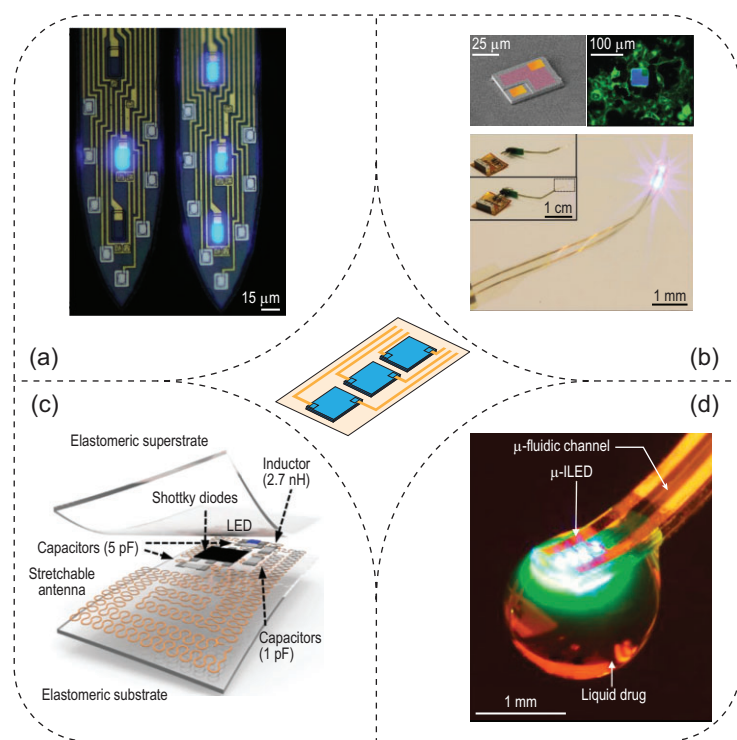 15 μm
(a)
25 μm
100 μm
1 cm
1 mm
(b)
(c)
Elastomeric superstrate
Inductor
(2.7 nH)
Shottky diodes
LED
Capacitors (5 pF)
Stretchable
antenna
Capacitors
(1 pF)
Elastomeric substrate
(d)
μ-fluidic channel
μ-ILED
Liquid drug
1 mm